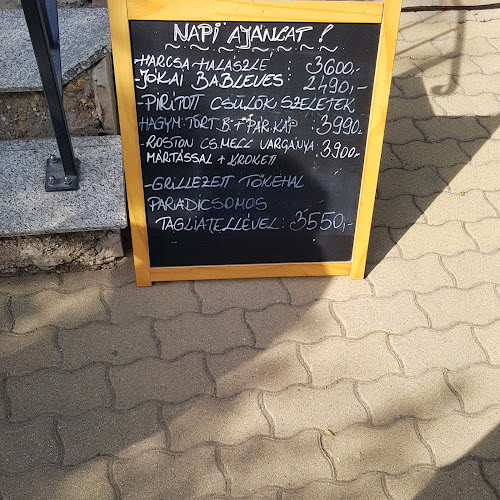 NAPI AJÁNLAT!
-HARCSA HALÁSZLÉ : 3600,-
-JÓKAI BABLEVES : 2490,-
-PIRÍTOTT CSÜLÖK SZELETEK
HAGYM. TÖRT B + PÁR. KÁP 3990.
-ROSTON CS.MELL VARGÁNYA
MÁRTÁSSAL + KROKETT : 3900,-
-GRILLEZETT TŐKEHAL
PARADICSOMOS
TAGLIATELLÉVEL : 3550,-